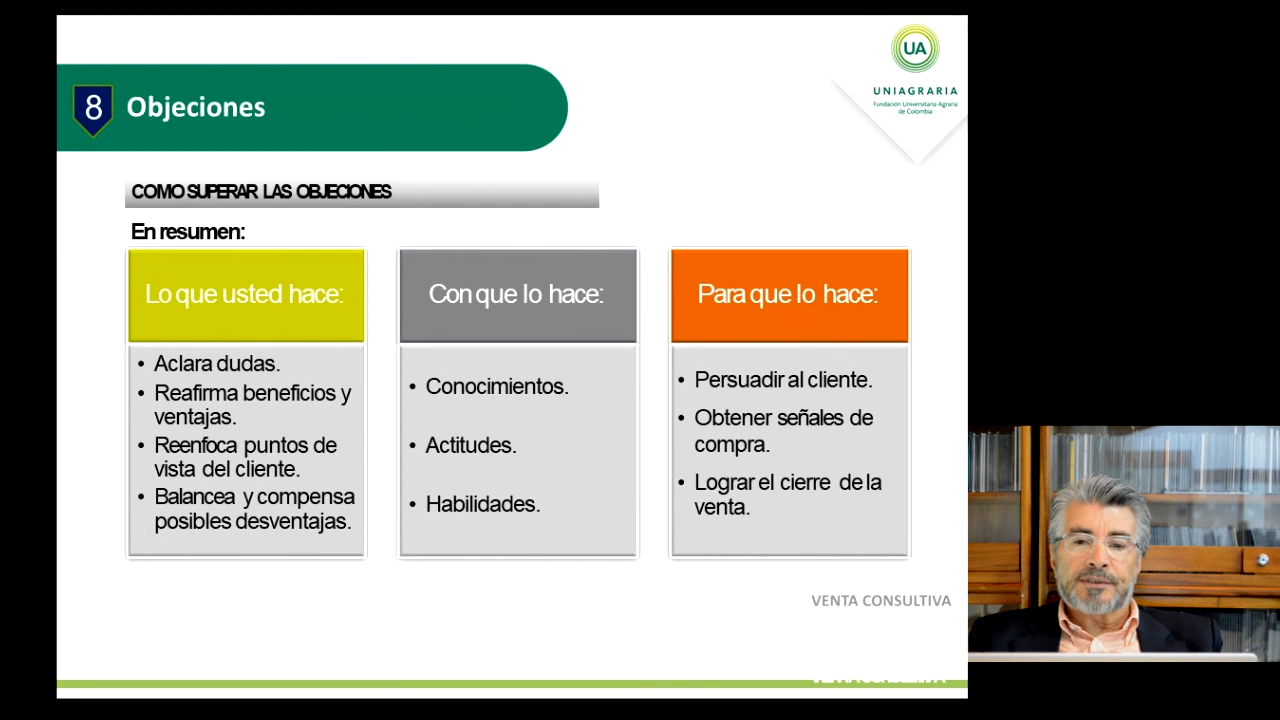 UA
UNIAGRARIA
Fundación Universitaria Agraria
de Colombia
8 Objeciones
COMO SUPERAR LAS OBJECIONES
En resumen:
Lo que usted hace:
• Aclara dudas.
• Reafirma beneficios y
ventajas.
• Reenfoca puntos de
vista del cliente.
• Balancea y compensa
posibles desventajas.
Con que lo hace:
• Conocimientos.
• Actitudes.
• Habilidades.
Para que lo hace:
• Persuadir al cliente.
• Obtener señales de
compra.
• Lograr el cierre de la
venta.
VENTA CONSULTIVA
VENTA CONSULTIVA